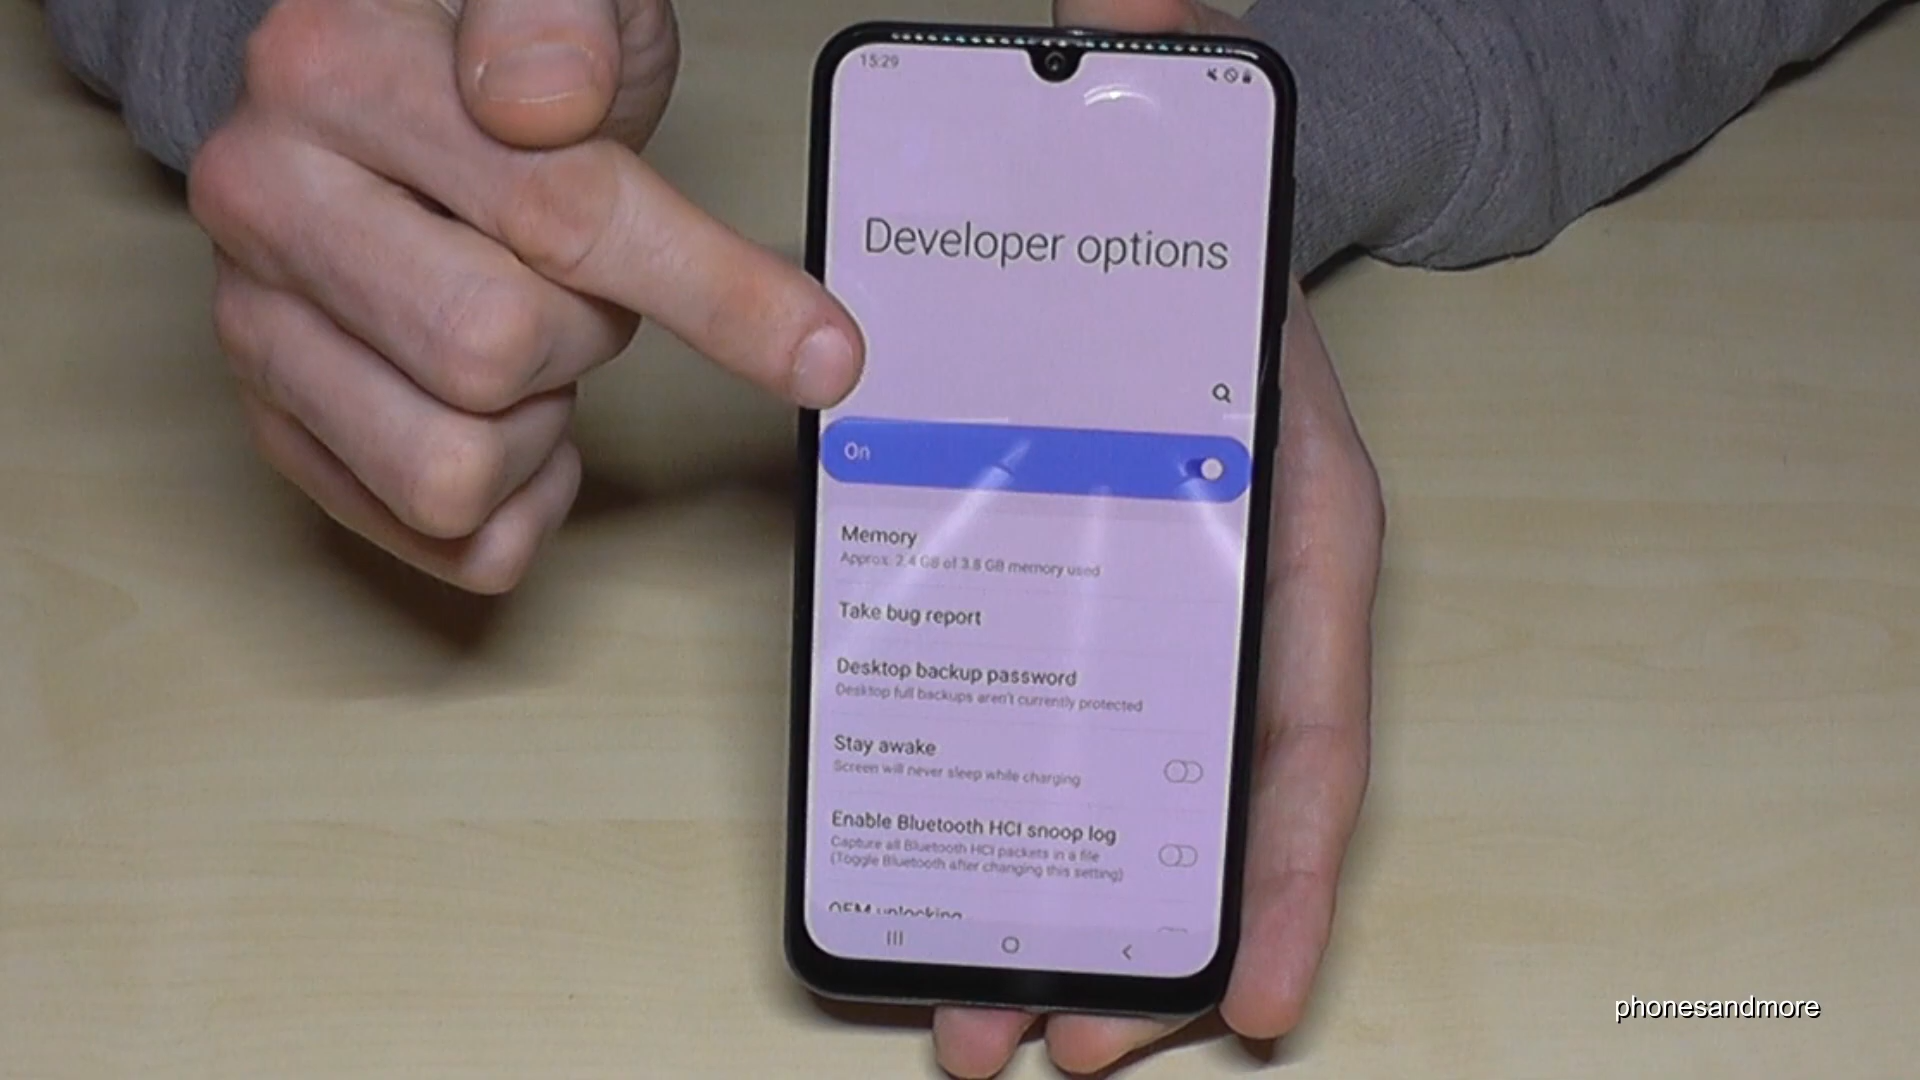 15:29
Developer options
On
Memory
Approx. 2.4 GB of 3.8 GB memory used
Take bug report
Desktop backup password
Desktop full backups aren't currently protected
Stay awake
Screen will never sleep while charging
Enable Bluetooth HCI snoop log
Capture all Bluetooth HCI packets in a file
(Toggle Bluetooth after changing this setting)
OEM unlocking
phonesandmore